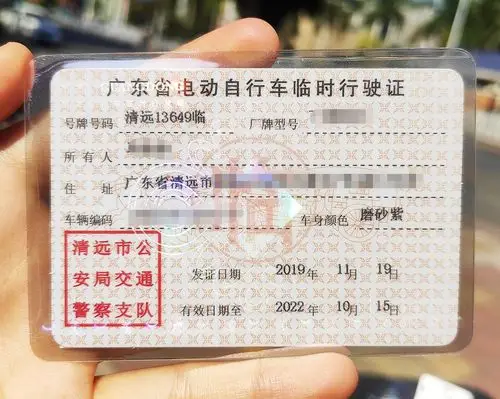 广东省电动自行车临时行驶证
号牌号码 清远13649临 厂牌型号
所有人
住址 广东省清远市
车辆编码 车身颜色 磨砂紫
清远市公
安局交通
警察支队
发证日期 2019年 11月 19日
有效日期至 2022年 10月 15日